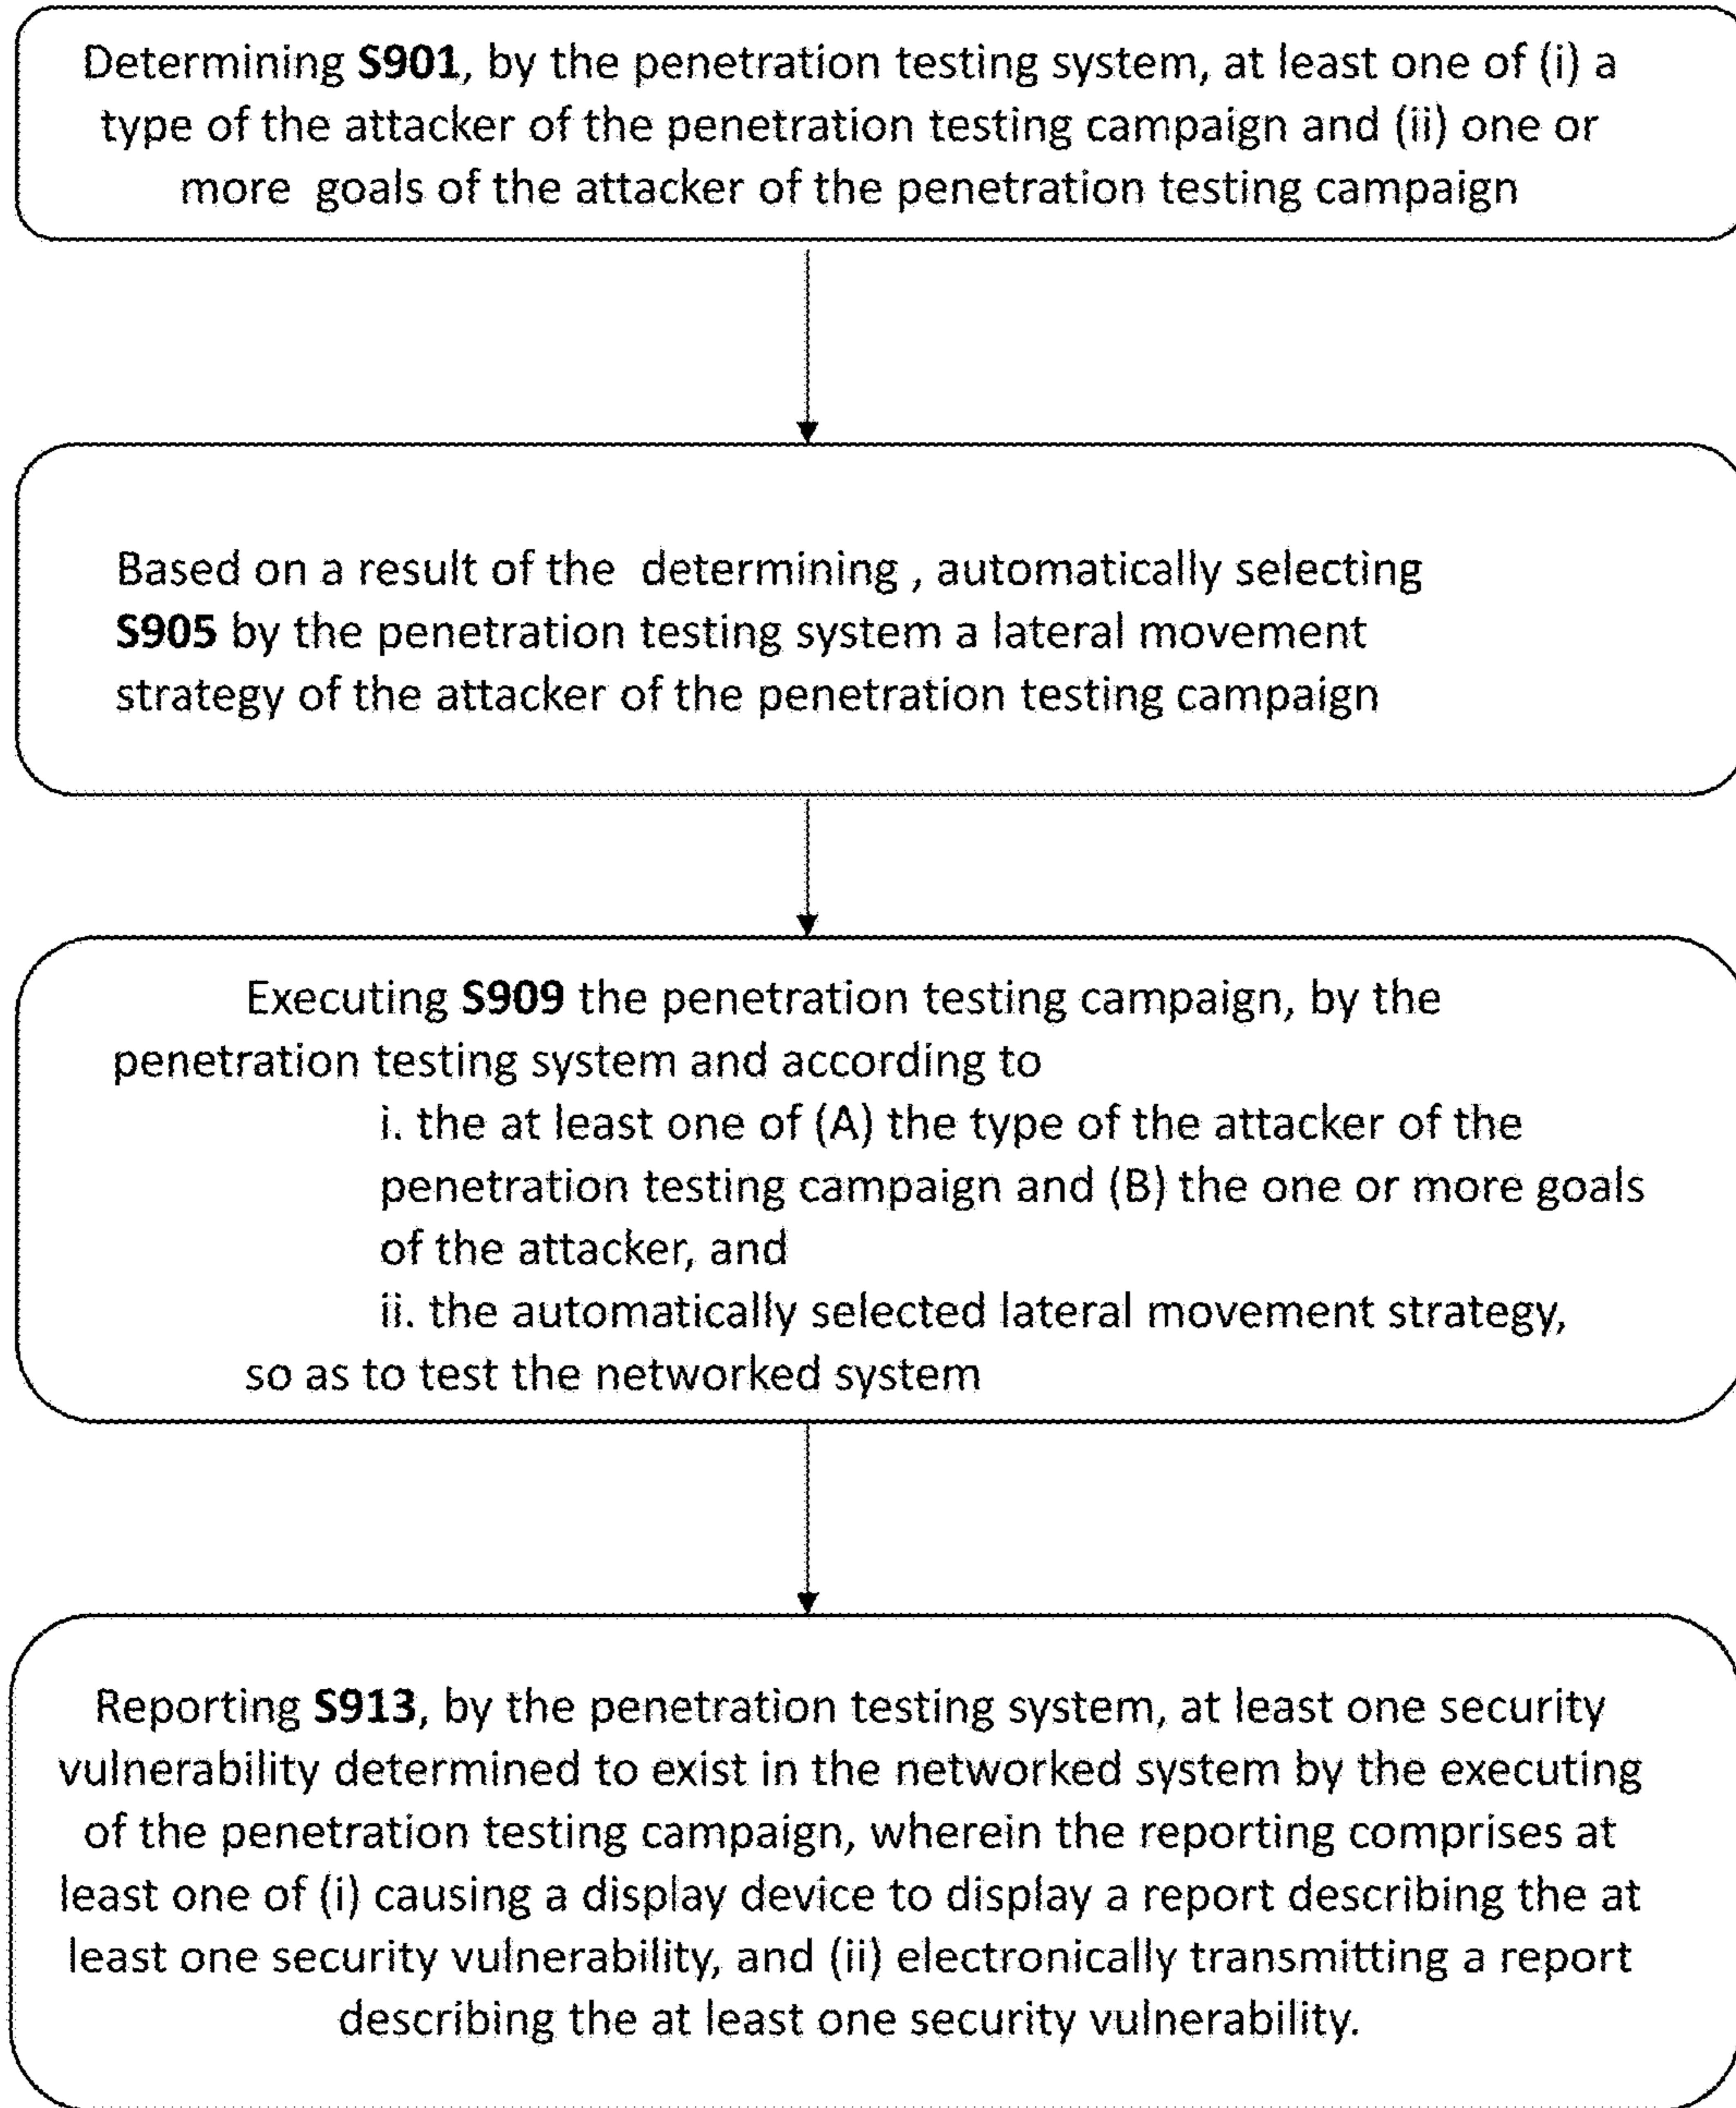 Determining S901, by the penetration testing system, at least one of (i) a
type of the attacker of the penetration testing campaign and (ii) one or
more goals of the attacker of the penetration testing campaign
Based on a result of the determining , automatically selecting
S905 by the penetration testing system a lateral movement
strategy of the attacker of the penetration testing campaign
Executing S909 the penetration testing campaign, by the
penetration testing system and according to
i. the at least one of (A) the type of the attacker of the
penetration testing campaign and (B) the one or more goals
of the attacker, and
ii. the automatically selected lateral movement strategy,
so as to test the networked system
Reporting S913, by the penetration testing system, at least one security
vulnerability determined to exist in the networked system by the executing
of the penetration testing campaign, wherein the reporting comprises at
least one of (i) causing a display device to display a report describing the at
least one security vulnerability, and (ii) electronically transmitting a report
describing the at least one security vulnerability.